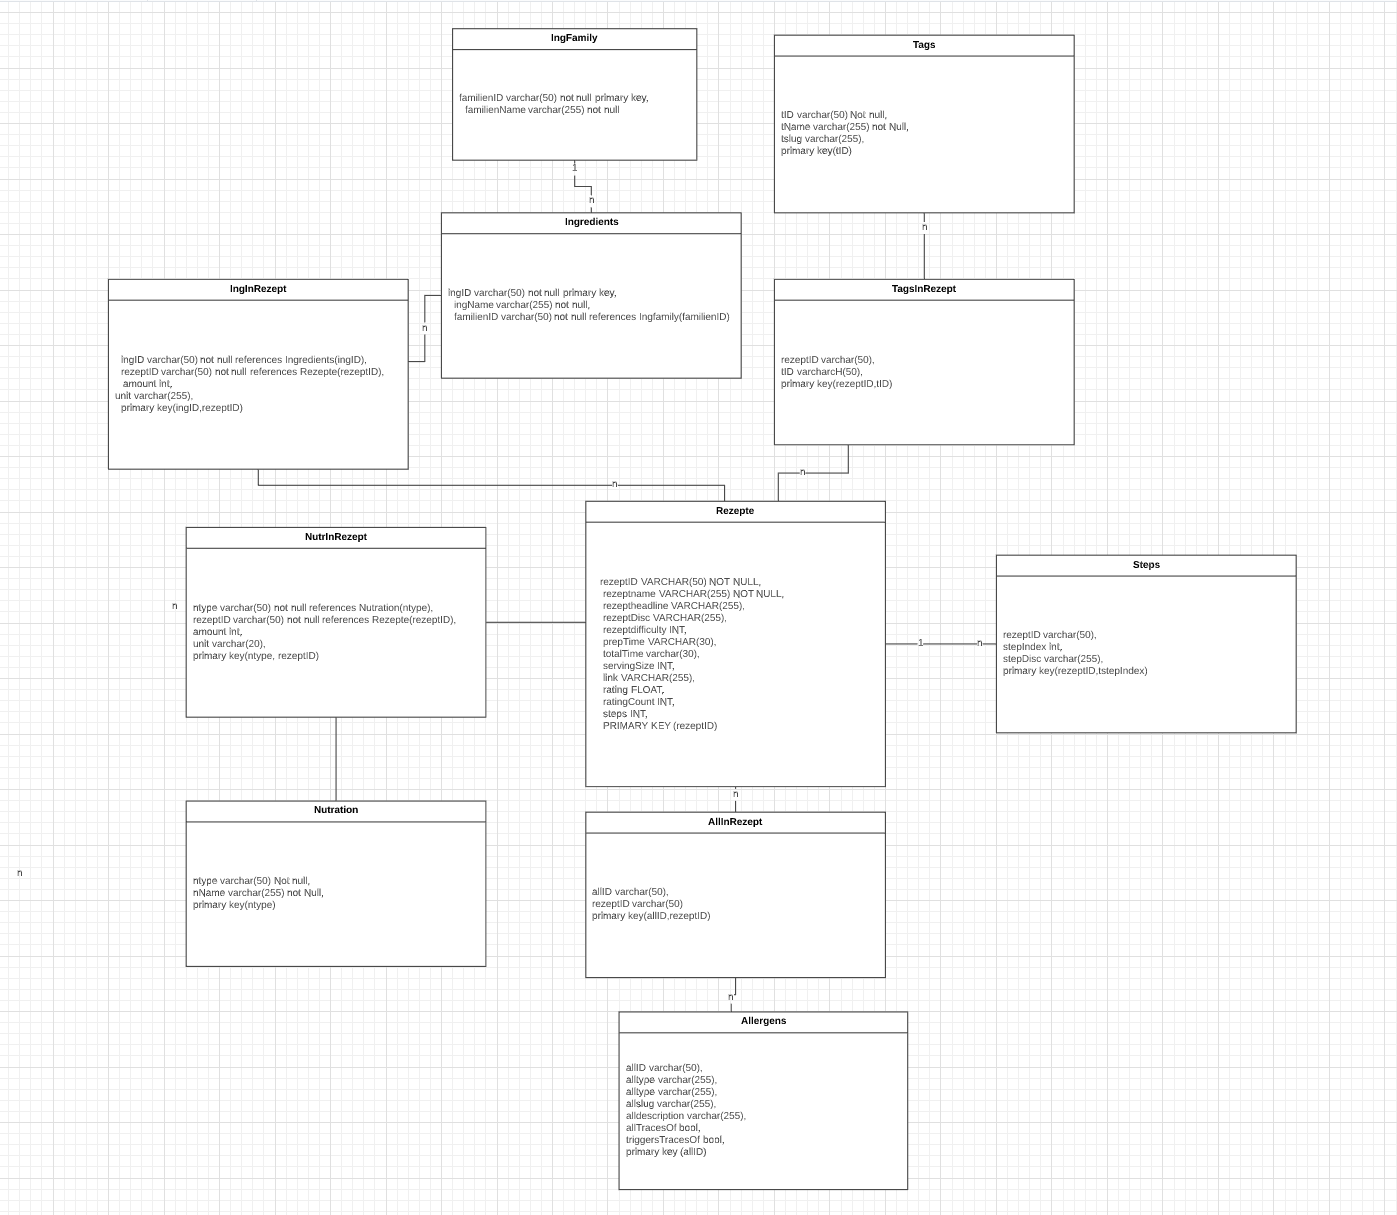 IngFamily
familienID varchar(50) not null primary key,
familienName varchar(255) not null
1
n
Tags
tID varchar(50) Not null,
tName varchar(255) not Null,
tslug varchar(255),
primary key(tID)
n
Ingredients
IngID varchar(50) not null primary key,
ingName varchar(255) not null,
familienID varchar(50) not null references Ingfamily(familienID)
IngInRezept
IngID varchar(50) not null references Ingredients(ingID),
rezeptID varchar(50) not null references Rezepte(rezeptID),
amount int,
unit varchar(255),
primary key(ingID,rezeptID)
n
TagsInRezept
rezeptID varchar(50),
tID varcharcH(50),
primary key(rezeptID,tID)
n
n
Rezepte
rezeptID VARCHAR(50) NOT NULL,
rezeptname VARCHAR(255) NOT NULL,
rezeptheadline VARCHAR(255),
rezeptDisc VARCHAR(255),
rezeptdifficulty INT,
prepTime VARCHAR(30),
totalTime varchar(30),
servingSize INT,
link VARCHAR(255),
rating FLOAT,
ratingCount INT,
steps INT,
PRIMARY KEY (rezeptID)
NutrInRezept
n
ntype varchar(50) not null references Nutration(ntype),
rezeptID varchar(50) not null references Rezepte(rezeptID),
amount int,
unit varchar(20),
primary key(ntype, rezeptID)
Steps
rezeptID varchar(50),
stepIndex Int,
stepDisc varchar(255),
primary key(rezeptID,tstepIndex)
1
n
Nutration
ntype varchar(50) Not null,
nName varchar(255) not Null,
primary key(ntype)
n
n
AllInRezept
allID varchar(50),
rezeptID varchar(50)
primary key(allID,rezeptID)
n
Allergens
allID varchar(50),
alltype varchar(255),
alltype varchar(255),
allslug varchar(255),
alldescription varchar(255),
allTracesOf bool,
triggersTracesOf bool,
primary key (allID)